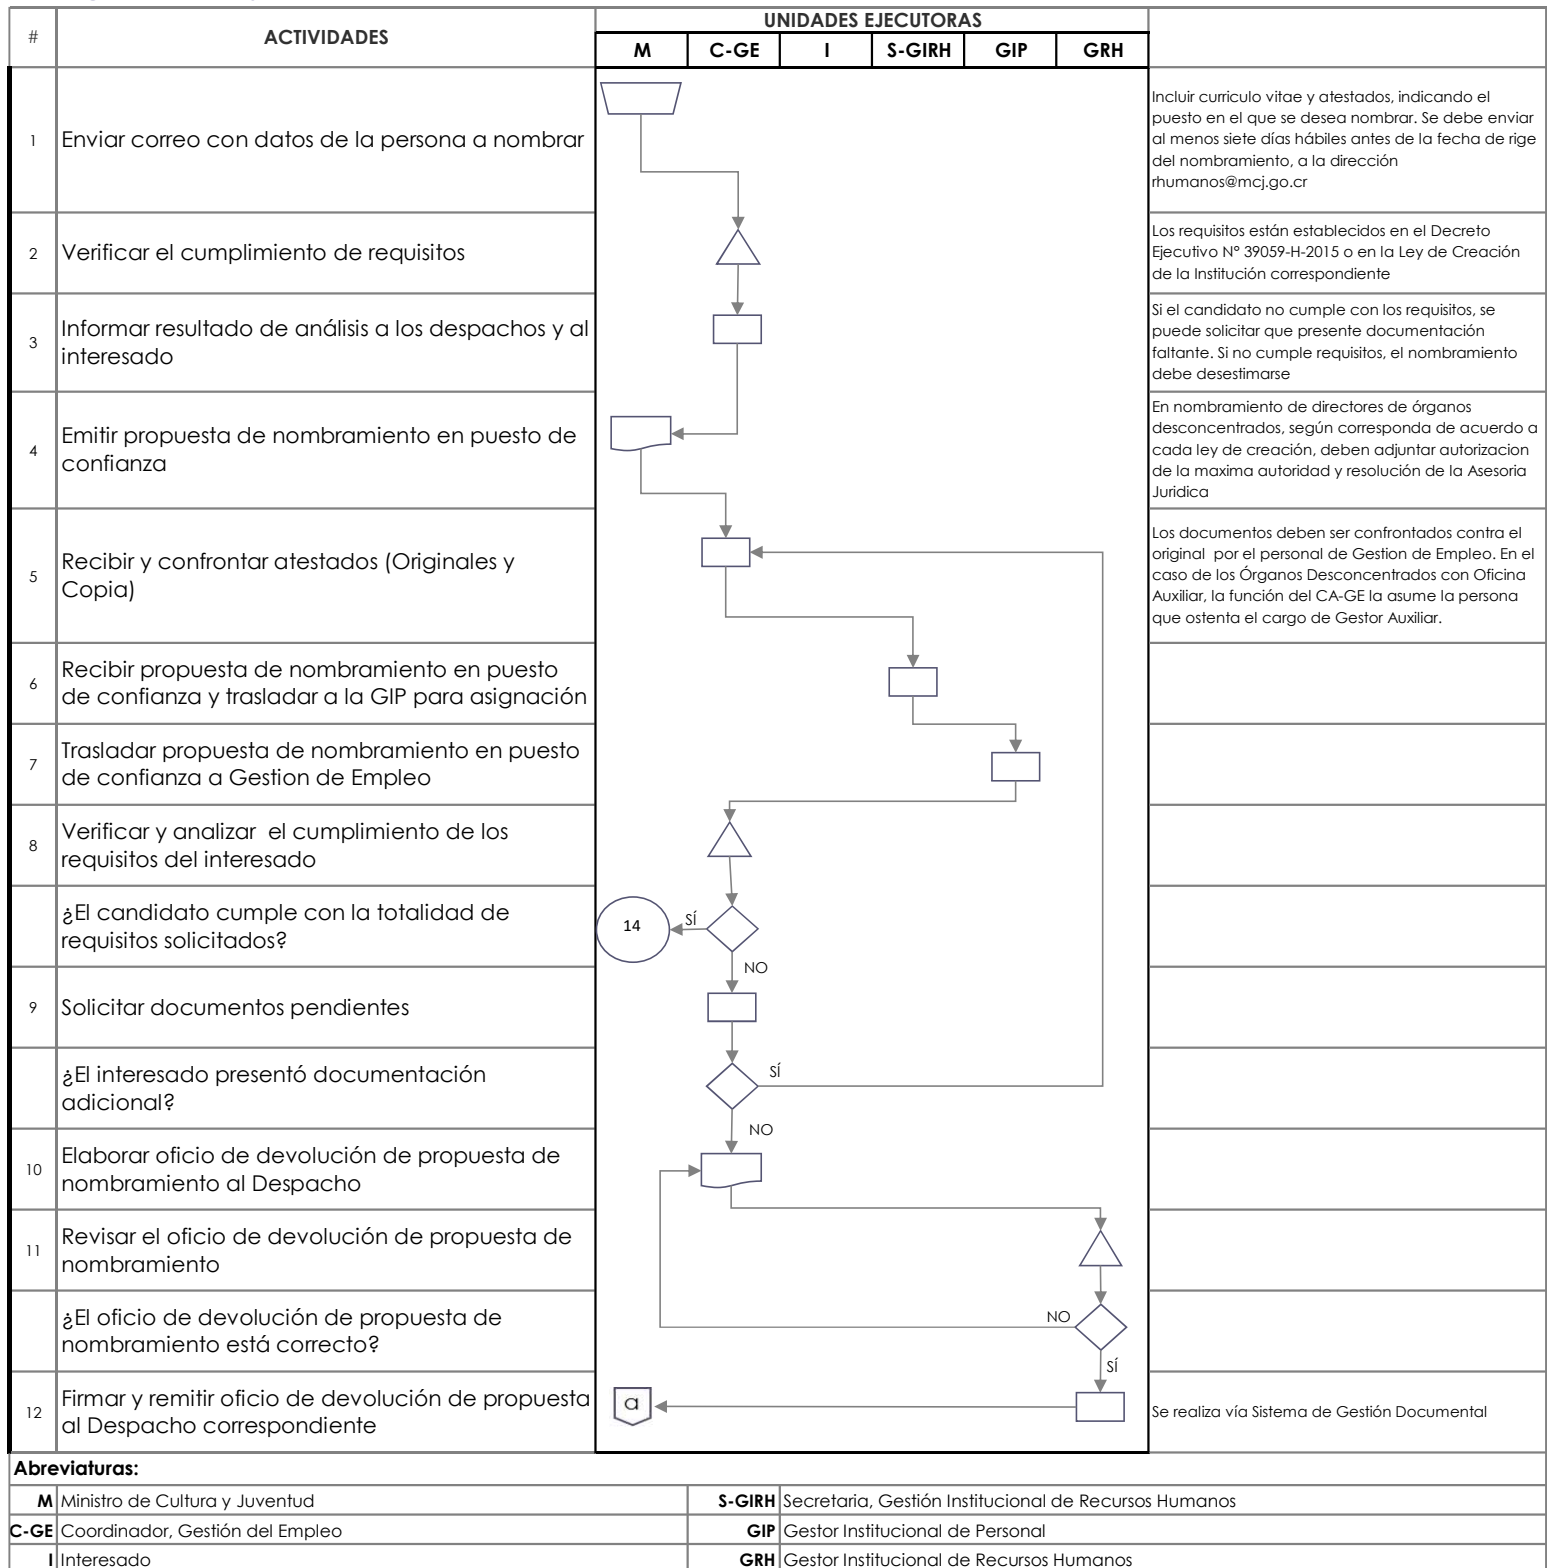 #
ACTIVIDADES
UNIDADES EJECUTORAS
M C-GE I S-GIRH GIP GRH
1
Enviar correo con datos de la persona a nombrar
Incluir curriculo vitae y atestados, indicando el
puesto en el que se desea nombrar. Se debe enviar
al menos siete días hábiles antes de la fecha de rige
del nombramiento, a la dirección
rhumanos@mcj.go.cr
2
Verificar el cumplimiento de requisitos
Los requisitos están establecidos en el Decreto
Ejecutivo N° 39059-H-2015 o en la Ley de Creación
de la Institución correspondiente
3
Informar resultado de análisis a los despachos y al
interesado
Si el candidato no cumple con los requisitos, se
puede solicitar que presente documentación
faltante. Si no cumple requisitos, el nombramiento
debe desestimarse
4
Emitir propuesta de nombramiento en puesto de
confianza
En nombramiento de directores de órganos
desconcentrados, según corresponda de acuerdo a
cada ley de creación, deben adjuntar autorizacion
de la maxima autoridad y resolución de la Asesoria
Juridica
5
Recibir y confrontar atestados (Originales y
Copia)
Los documentos deben ser confrontados contra el
original por el personal de Gestion de Empleo. En el
caso de los Órganos Desconcentrados con Oficina
Auxiliar, la función del CA-GE la asume la persona
que ostenta el cargo de Gestor Auxiliar.
6
Recibir propuesta de nombramiento en puesto
de confianza y trasladar a la GIP para asignación
7
Trasladar propuesta de nombramiento en puesto
de confianza a Gestion de Empleo
8
Verificar y analizar el cumplimiento de los
requisitos del interesado
¿El candidato cumple con la totalidad de
requisitos solicitados?
14
SÍ
NO
9
Solicitar documentos pendientes
¿El interesado presentó documentación
adicional?
SÍ
NO
10
Elaborar oficio de devolución de propuesta de
nombramiento al Despacho
11
Revisar el oficio de devolución de propuesta de
nombramiento
¿El oficio de devolución de propuesta de
nombramiento está correcto?
NO
SÍ
12
Firmar y remitir oficio de devolución de propuesta
al Despacho correspondiente
a
Se realiza vía Sistema de Gestión Documental
Abreviaturas:
M Ministro de Cultura y Juventud
S-GIRH Secretaria, Gestión Institucional de Recursos Humanos
C-GE Coordinador, Gestión del Empleo
GIP Gestor Institucional de Personal
I Interesado
GRH Gestor Institucional de Recursos Humanos